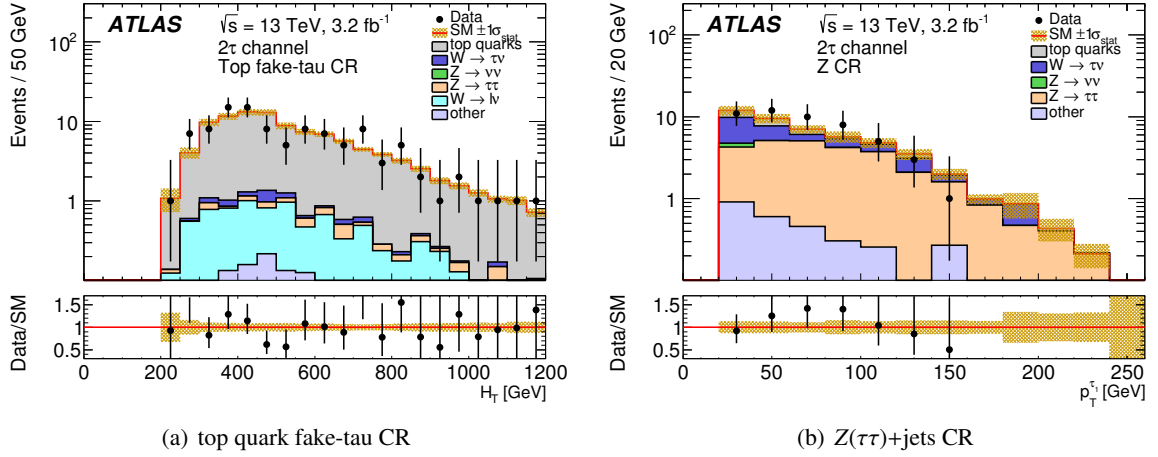 ATLAS
√s = 13 TeV, 3.2 fb⁻¹
2τ channel
Top fake-tau CR
Data
SM ±1σstat
top quarks
W → τν
Z → νν
Z → ττ
W → lν
other
Events / 50 GeV
10²
10
1
Data/SM
1.5
1
0.5
0 200 400 600 800 1000 1200
H_T [GeV]
(a) top quark fake-tau CR
ATLAS
√s = 13 TeV, 3.2 fb⁻¹
2τ channel
Z CR
Data
SM ±1σstat
top quarks
W → τν
Z → νν
Z → ττ
other
Events / 20 GeV
10²
10
1
Data/SM
1.5
1
0.5
0 50 100 150 200 250
p_T^τ₁ [GeV]
(b) Z(ττ)+jets CR